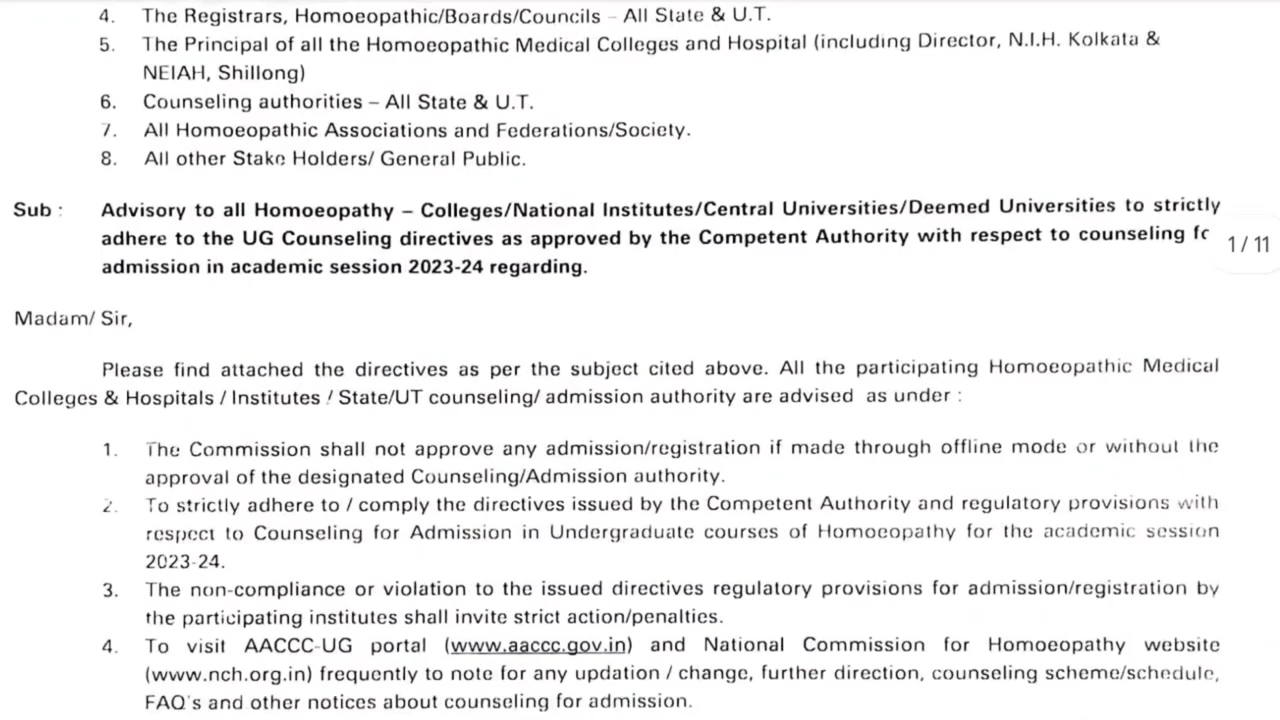 4. The Registrars, Homoeopathic/Boards/Councils – All State & U.T.
5. The Principal of all the Homoeopathic Medical Colleges and Hospital (including Director, N.I.H. Kolkata &
NEIAH, Shillong)
6. Counseling authorities – All State & U.T.
7. All Homoeopathic Associations and Federations/Society.
8. All other Stake Holders/ General Public.
Sub : Advisory to all Homoeopathy – Colleges/National Institutes/Central Universities/Deemed Universities to strictly
adhere to the UG Counseling directives as approved by the Competent Authority with respect to counseling fo
admission in academic session 2023-24 regarding.
1 / 11
Madam/ Sir,
Please find attached the directives as per the subject cited above. All the participating Homoeopathic Medical
Colleges & Hospitals / Institutes / State/UT counseling/ admission authority are advised as under :
1. The Commission shall not approve any admission/registration if made through offline mode or without the
approval of the designated Counseling/Admission authority.
2. To strictly adhere to / comply the directives issued by the Competent Authority and regulatory provisions with
respect to Counseling for Admission in Undergraduate courses of Homoeopathy for the academic session
2023-24.
3. The non-compliance or violation to the issued directives regulatory provisions for admission/registration by
the participating institutes shall invite strict action/penalties.
4. To visit AACCC-UG portal (www.aaccc.gov.in) and National Commission for Homoeopathy website
(www.nch.org.in) frequently to note for any updation / change, further direction, counseling scheme/schedule,
FAQ's and other notices about counseling for admission.